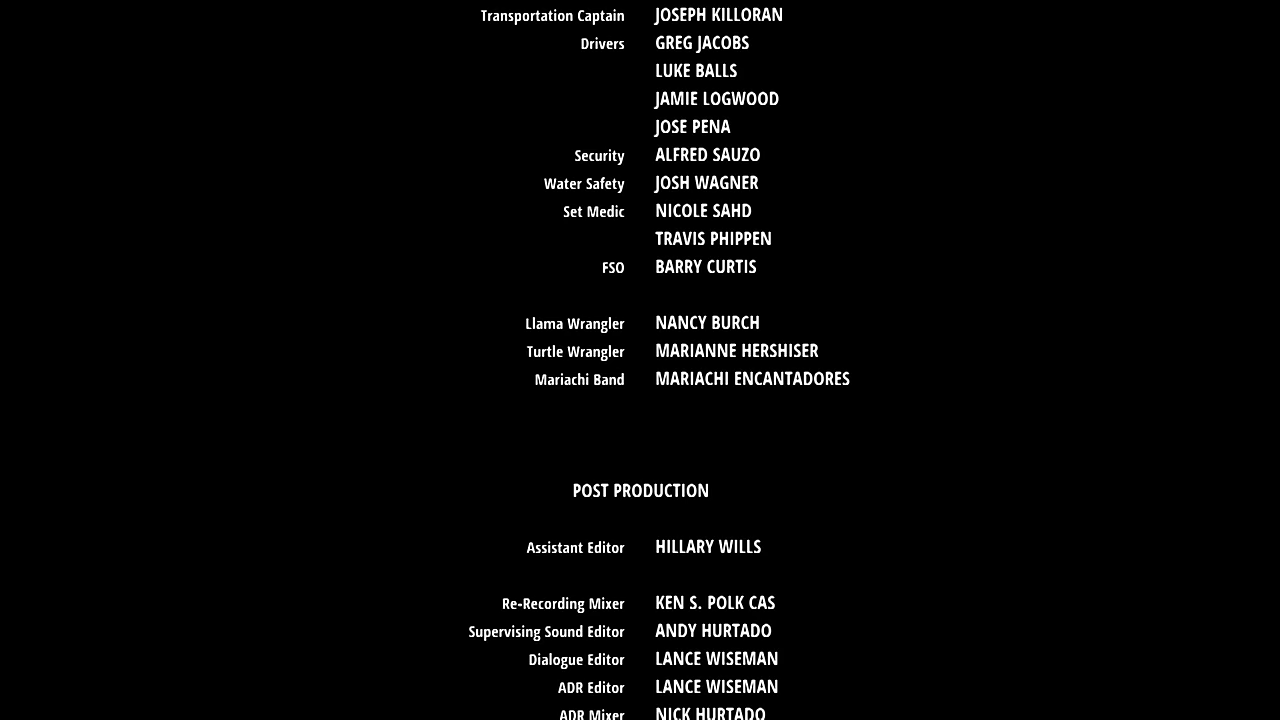 Transportation Captain JOSEPH KILLORAN
Drivers GREG JACOBS
LUKE BALLS
JAMIE LOGWOOD
JOSE PENA
Security ALFRED SAUZO
Water Safety JOSH WAGNER
Set Medic NICOLE SAHD
TRAVIS PHIPPEN
FSO BARRY CURTIS
Llama Wrangler NANCY BURCH
Turtle Wrangler MARIANNE HERSHISER
Mariachi Band MARIACHI ENCANTADORES
POST PRODUCTION
Assistant Editor HILLARY WILLS
Re-Recording Mixer KEN S. POLK CAS
Supervising Sound Editor ANDY HURTADO
Dialogue Editor LANCE WISEMAN
ADR Editor LANCE WISEMAN
ADR Mixer NICK HURTADO